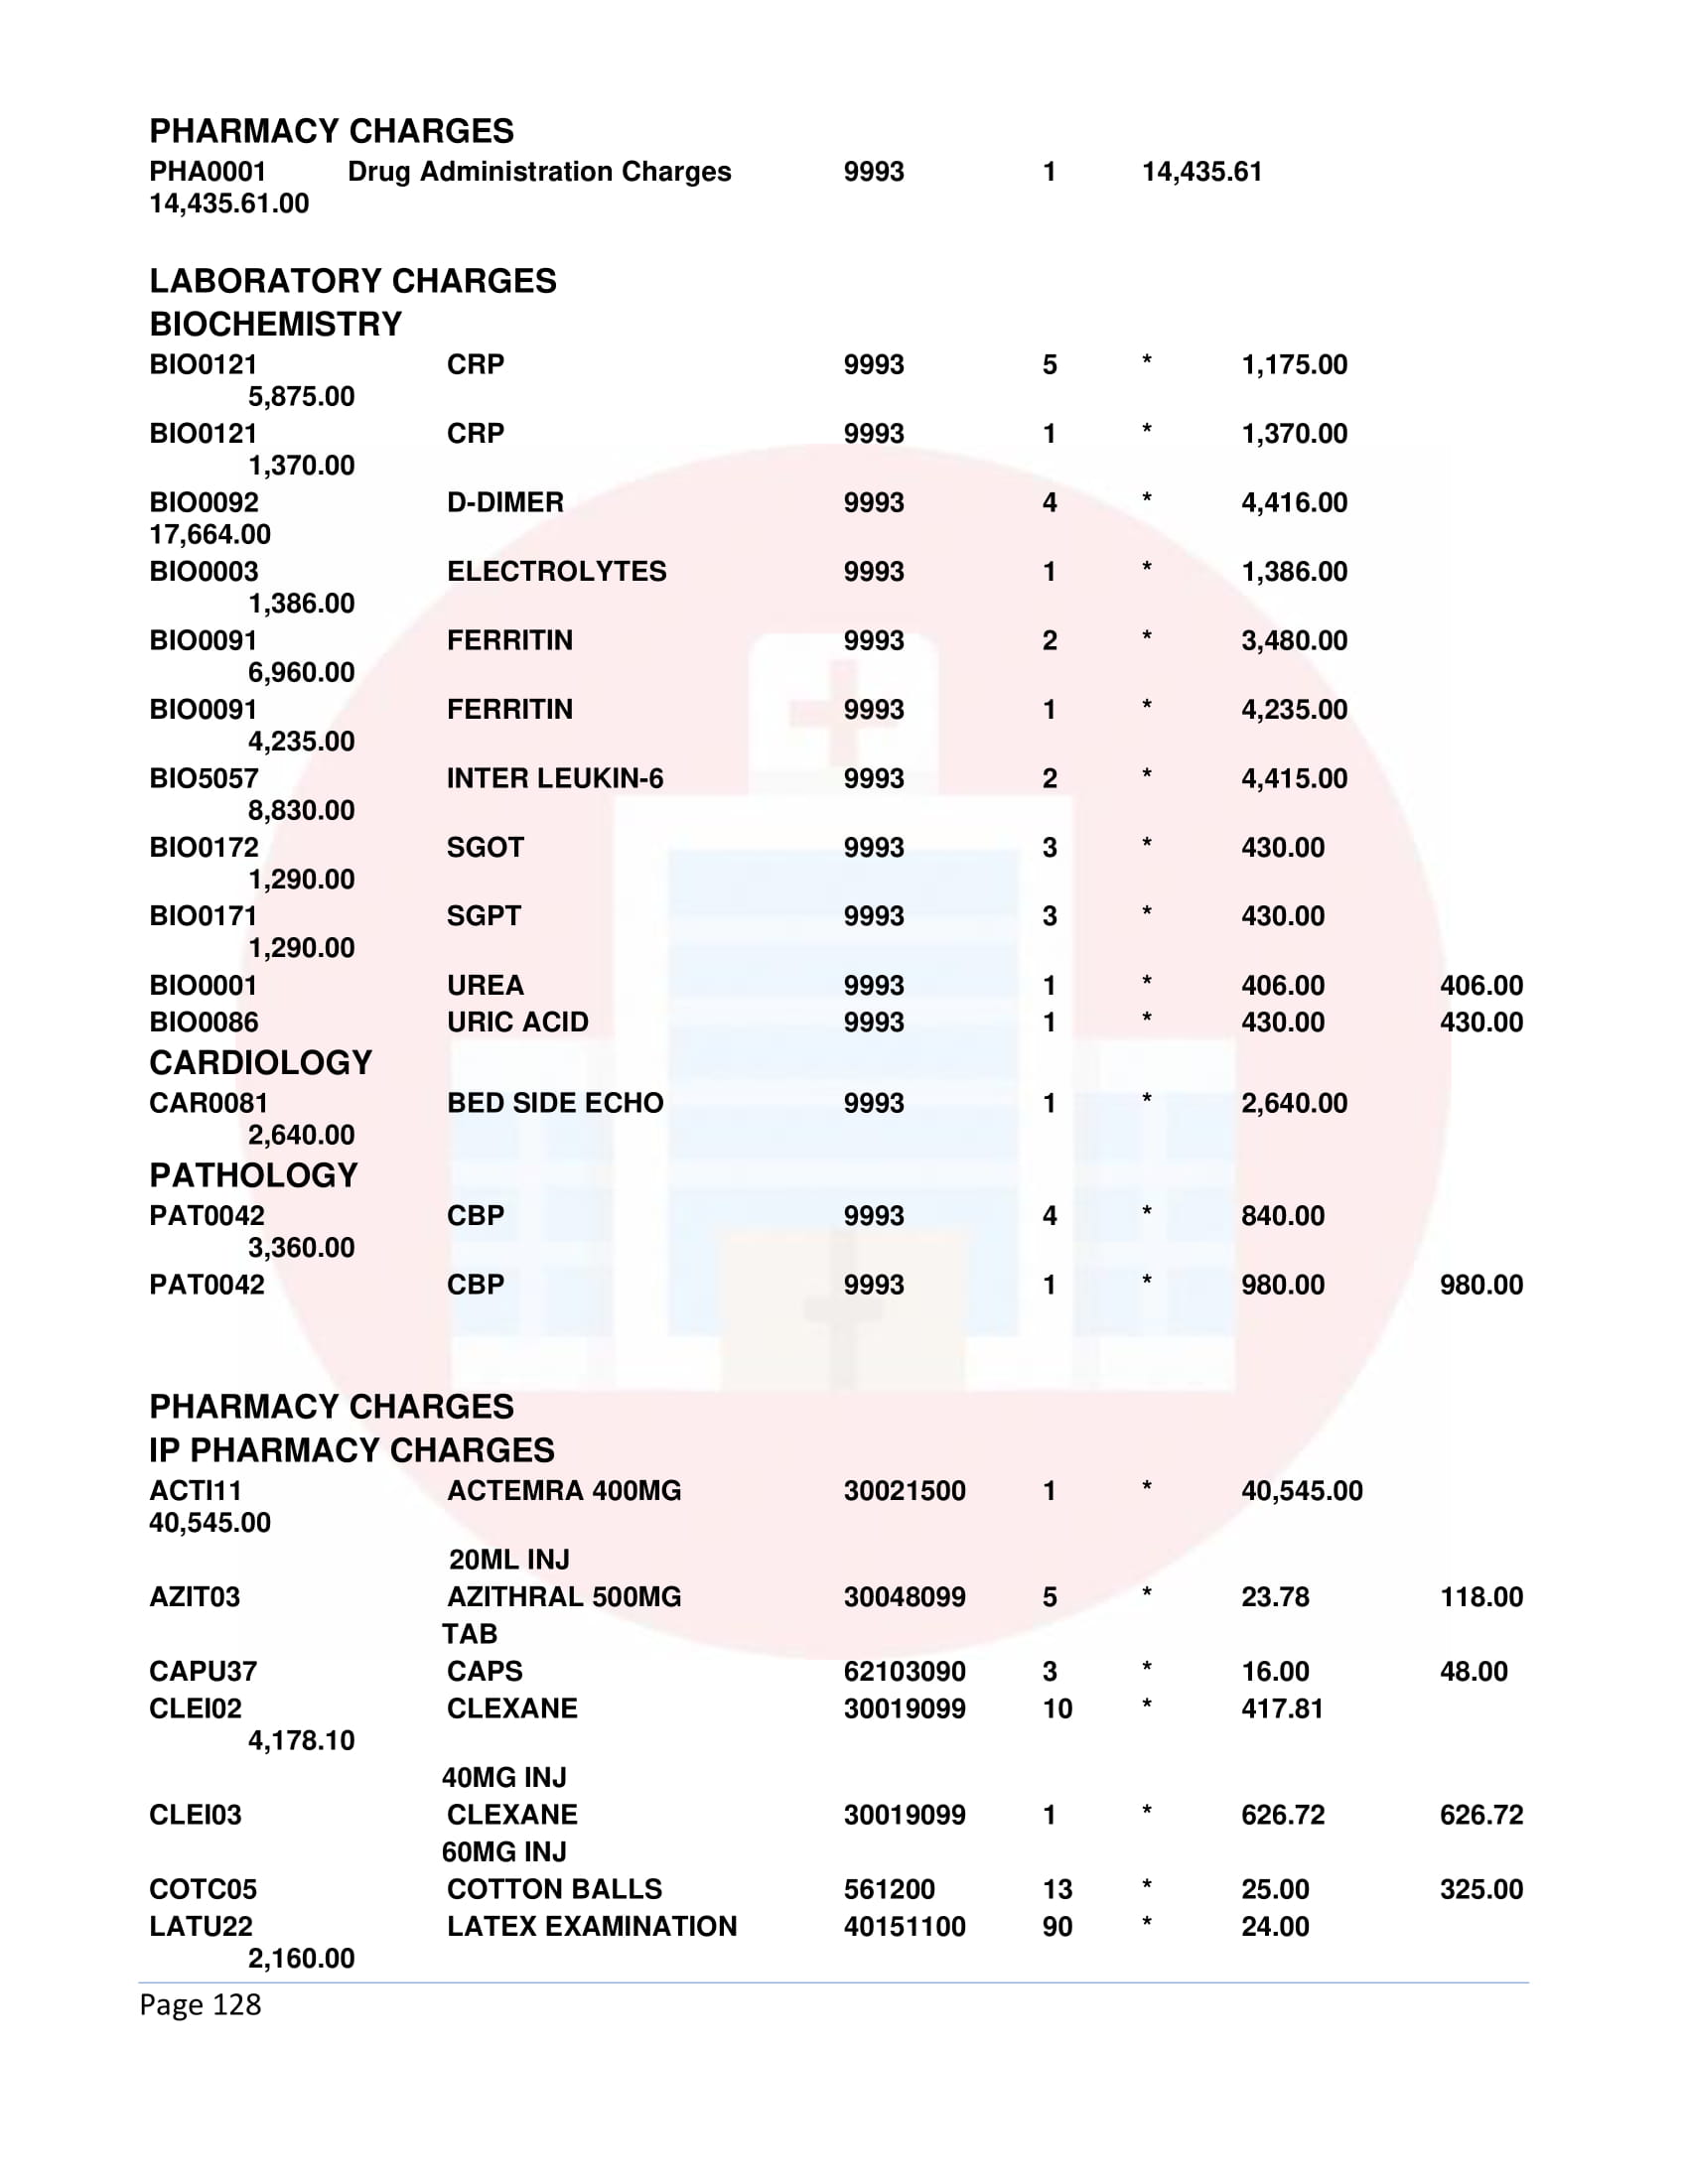 PHARMACY CHARGES
PHA0001 Drug Administration Charges 9993 1 14,435.61
14,435.61.00
LABORATORY CHARGES
BIOCHEMISTRY
BIO0121 CRP 9993 5 * 1,175.00
5,875.00
BIO0121 CRP 9993 1 * 1,370.00
1,370.00
BIO0092 D-DIMER 9993 4 * 4,416.00
17,664.00
BIO0003 ELECTROLYTES 9993 1 * 1,386.00
1,386.00
BIO0091 FERRITIN 9993 2 * 3,480.00
6,960.00
BIO0091 FERRITIN 9993 1 * 4,235.00
4,235.00
BIO5057 INTER LEUKIN-6 9993 2 * 4,415.00
8,830.00
BIO0172 SGOT 9993 3 * 430.00
1,290.00
BIO0171 SGPT 9993 3 * 430.00
1,290.00
BIO0001 UREA 9993 1 * 406.00 406.00
BIO0086 URIC ACID 9993 1 * 430.00 430.00
CARDIOLOGY
CAR0081 BED SIDE ECHO 9993 1 * 2,640.00
2,640.00
PATHOLOGY
PAT0042 CBP 9993 4 * 840.00
3,360.00
PAT0042 CBP 9993 1 * 980.00 980.00
PHARMACY CHARGES
IP PHARMACY CHARGES
ACTI11 ACTEMRA 400MG 30021500 1 * 40,545.00
40,545.00
20ML INJ
AZIT03 AZITHRAL 500MG 30048099 5 * 23.78 118.00
TAB
CAPU37 CAPS 62103090 3 * 16.00 48.00
CLEI02 CLEXANE 30019099 10 * 417.81
4,178.10
40MG INJ
CLEI03 CLEXANE 30019099 1 * 626.72 626.72
60MG INJ
COTC05 COTTON BALLS 561200 13 * 25.00 325.00
LATU22 LATEX EXAMINATION 40151100 90 * 24.00
2,160.00
Page 128